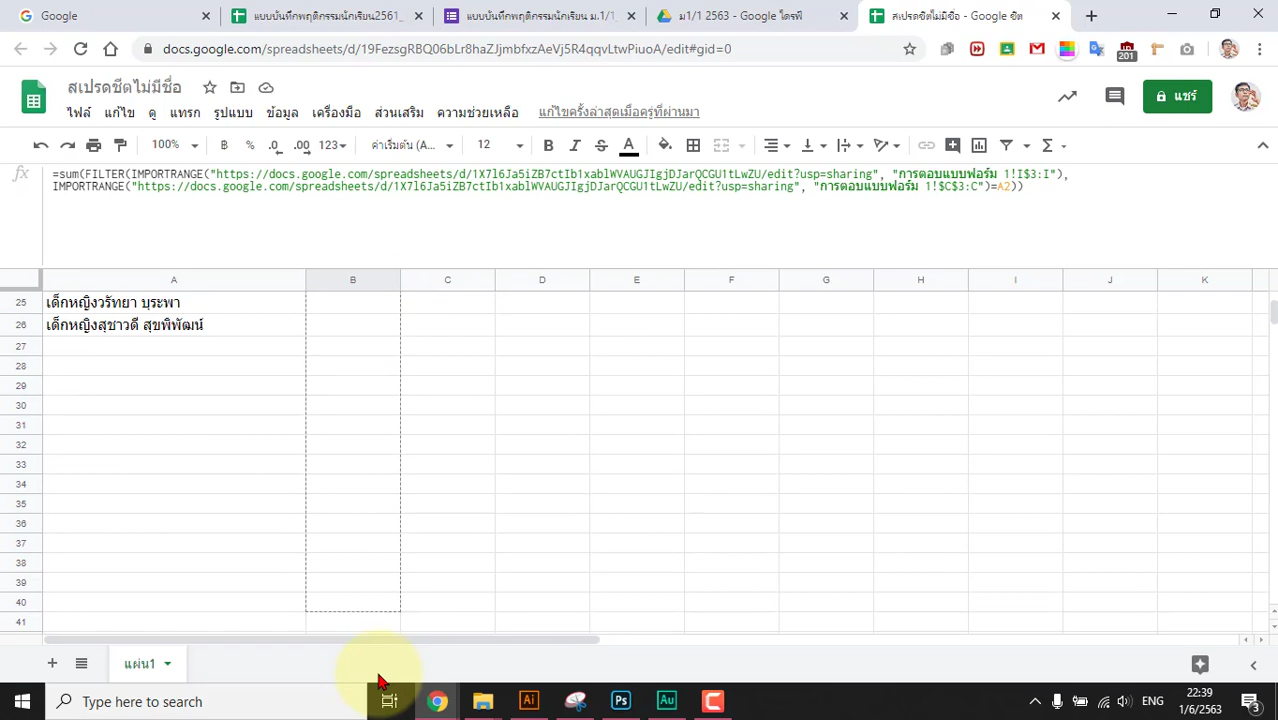 Google
แบบบันทึกพฤติกรรมนักเรียน2561_
แบบบันทึกพฤติกรรมนักเรียน ม.1/1
ม1/1 2563 - Google ไดรฟ์
สเปรดชีตไม่มีชื่อ - Google ชีต
docs.google.com/spreadsheets/d/19FezsgRBQ06bLr8haZJjmbfxzAeVj5R4qqvLtwPiuoA/edit#gid=0
201
สเปรดชีตไม่มีชื่อ
แชร์
ไฟล์ แก้ไข ดู แทรก รูปแบบ ข้อมูล เครื่องมือ ส่วนเสริม ความช่วยเหลือ แก้ไขครั้งล่าสุดเมื่อครู่ที่ผ่านมา
100% ฿ % .0 .00 123 ค่าเริ่มต้น (A... 12 B I S A Σ
fx =sum(FILTER(IMPORTRANGE("https://docs.google.com/spreadsheets/d/1X7l6Ja5iZB7ctIb1xablWVAUGJIgjDJarQCGU1tLwZU/edit?usp=sharing", "การตอบแบบฟอร์ม 1!I$3:I"),
IMPORTRANGE("https://docs.google.com/spreadsheets/d/1X7l6Ja5iZB7ctIb1xablWVAUGJIgjDJarQCGU1tLwZU/edit?usp=sharing", "การตอบแบบฟอร์ม 1!$C$3:C")=A2))
A B C D E F G H I J K
25 เด็กหญิงวรัทยา บุระพา
26 เด็กหญิงสุชาวดี สุขพิพัฒน์
27
28
29
30
31
32
33
34
35
36
37
38
39
40
41
แผ่น1
Type here to search
Ai
Ps
Au
ENG
22:39
1/6/2563
3